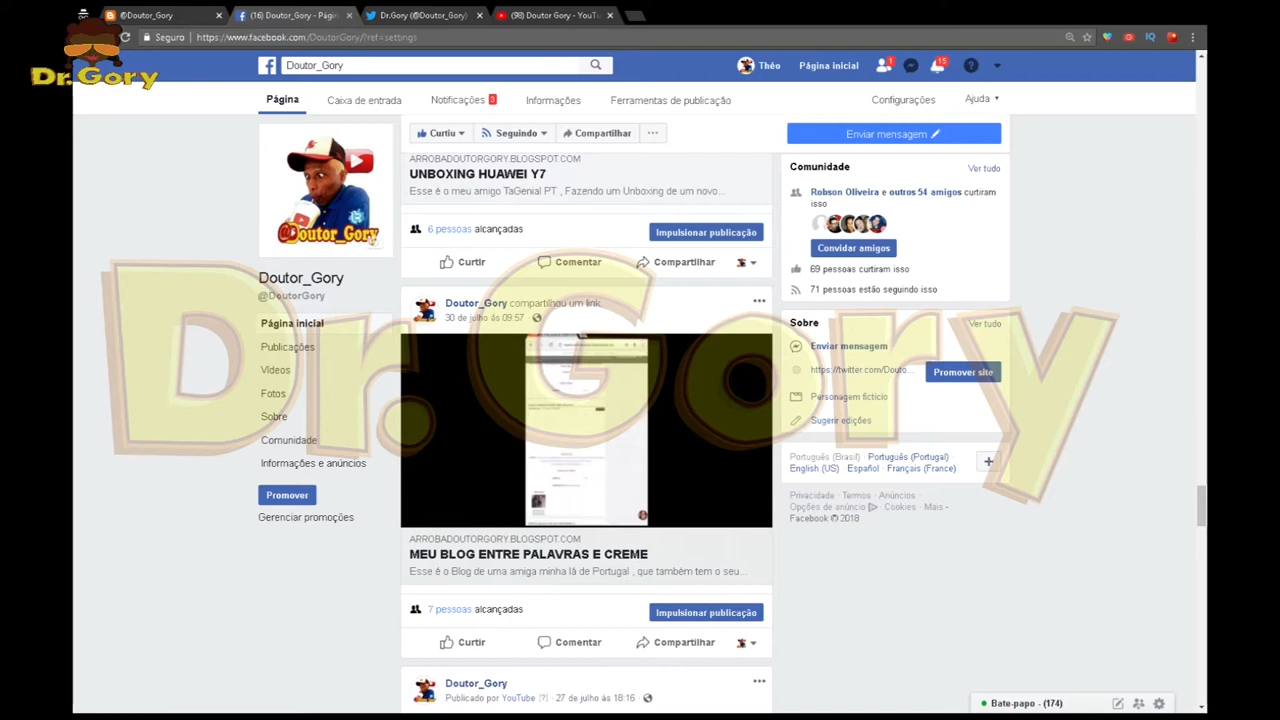 @Doutor_Gory
(16) Doutor_Gory - Págin
Dr.Gory (@Doutor_Gory)
(98) Doutor Gory - YouTu
Seguro
https://www.facebook.com/DoutorGory/?ref=settings
IQ
Dr.Gory
Doutor_Gory
Théo
Página inicial
1
15
Página
Caixa de entrada
Notificações 3
Informações
Ferramentas de publicação
Configurações
Ajuda
@Doutor_Gory
Doutor_Gory
@DoutorGory
Página inicial
Publicações
Vídeos
Fotos
Sobre
Comunidade
Informações e anúncios
Promover
Gerenciar promoções
Curtiu
Seguindo
Compartilhar
Enviar mensagem
ARROBADOUTORGORY.BLOGSPOT.COM
UNBOXING HUAWEI Y7
Esse é o meu amigo TaGenial PT , Fazendo um Unboxing de um novo...
6 pessoas alcançadas
Impulsionar publicação
Curtir
Comentar
Compartilhar
Doutor_Gory compartilhou um link.
30 de julho às 09:57
Dr.Gory
ARROBADOUTORGORY.BLOGSPOT.COM
MEU BLOG ENTRE PALAVRAS E CREME
Esse é o Blog de uma amiga minha lá de Portugal , que também tem o seu...
7 pessoas alcançadas
Impulsionar publicação
Curtir
Comentar
Compartilhar
Doutor_Gory
Publicado por YouTube [?] · 27 de julho às 18:16
Comunidade
Ver tudo
Robson Oliveira e outros 54 amigos curtiram
isso
Convidar amigos
69 pessoas curtiram isso
71 pessoas estão seguindo isso
Sobre
Ver tudo
Enviar mensagem
https://twitter.com/Douto...
Promover site
Personagem fictício
Sugerir edições
Português (Brasil) · Português (Portugal) ·
English (US) · Español · Français (France)
Privacidade · Termos · Anúncios ·
Opções de anúncio · Cookies · Mais
Facebook © 2018
Bate-papo - (174)